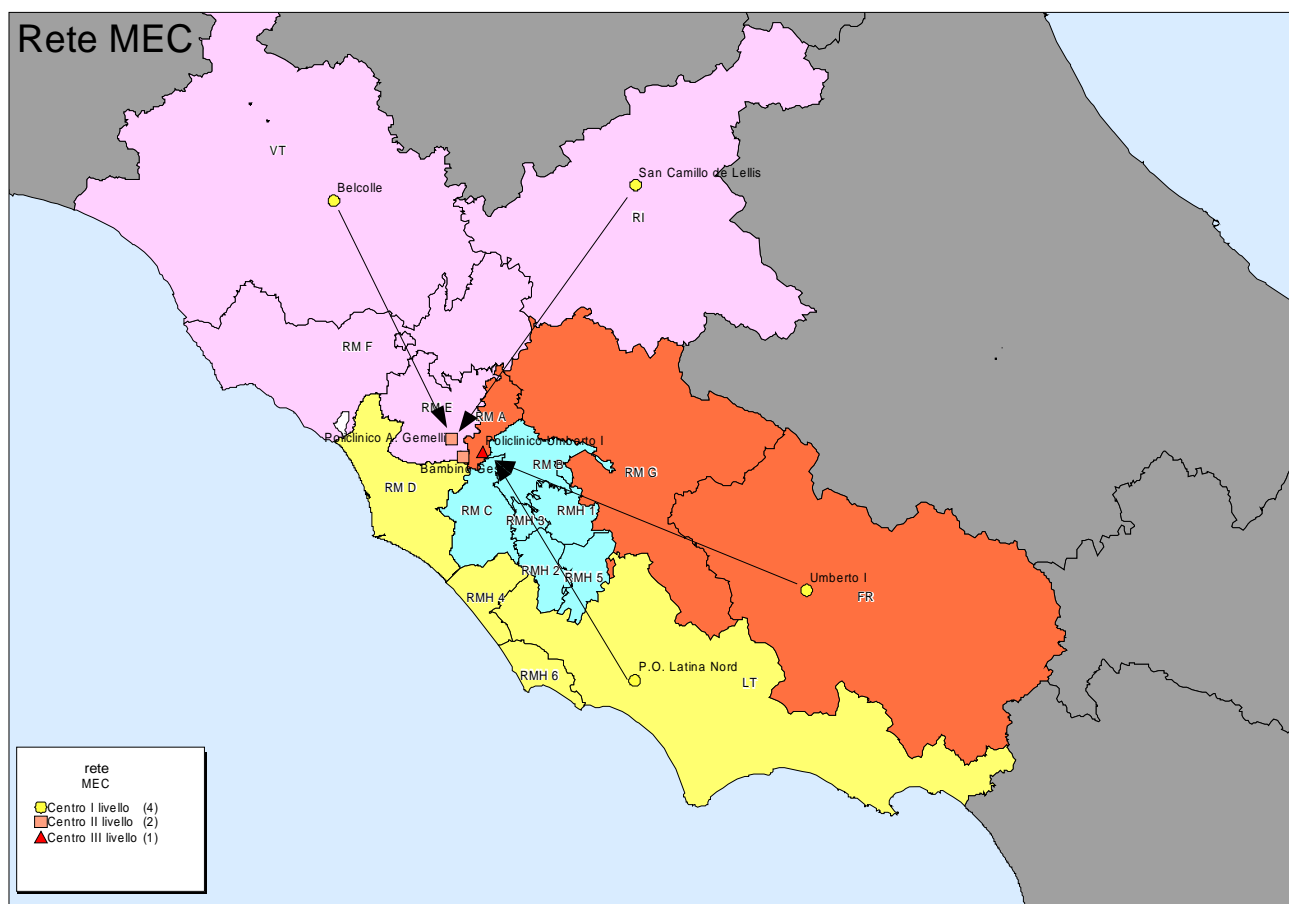 Rete MEC
VT
Belcolle
San Camillo de Lellis
RI
RM F
RM E
RM A
Policlinico A. Gemelli
Policlinico Umberto I
Bambino Ges
RM B
RM G
RM D
RM C
RMH 3
RMH 1
RMH 2
RMH 5
RMH 4
Umberto I
FR
RMH 6
P.O. Latina Nord
LT
rete
MEC
Centro I livello (4)
Centro II livello (2)
Centro III livello (1)